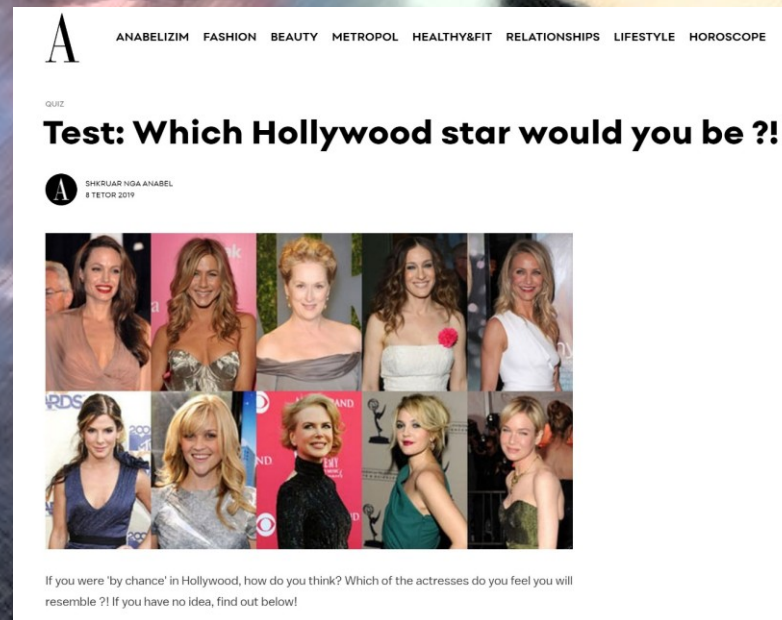 A
ANABELIZIM FASHION BEAUTY METROPOL HEALTHY&FIT RELATIONSHIPS LIFESTYLE HOROSCOPE
QUIZ
Test: Which Hollywood star would you be ?!
A
SHKRUAR NGA ANABEL
8 TETOR 2019
RDS
If you were 'by chance' in Hollywood, how do you think? Which of the actresses do you feel you will
resemble ?! If you have no idea, find out below!